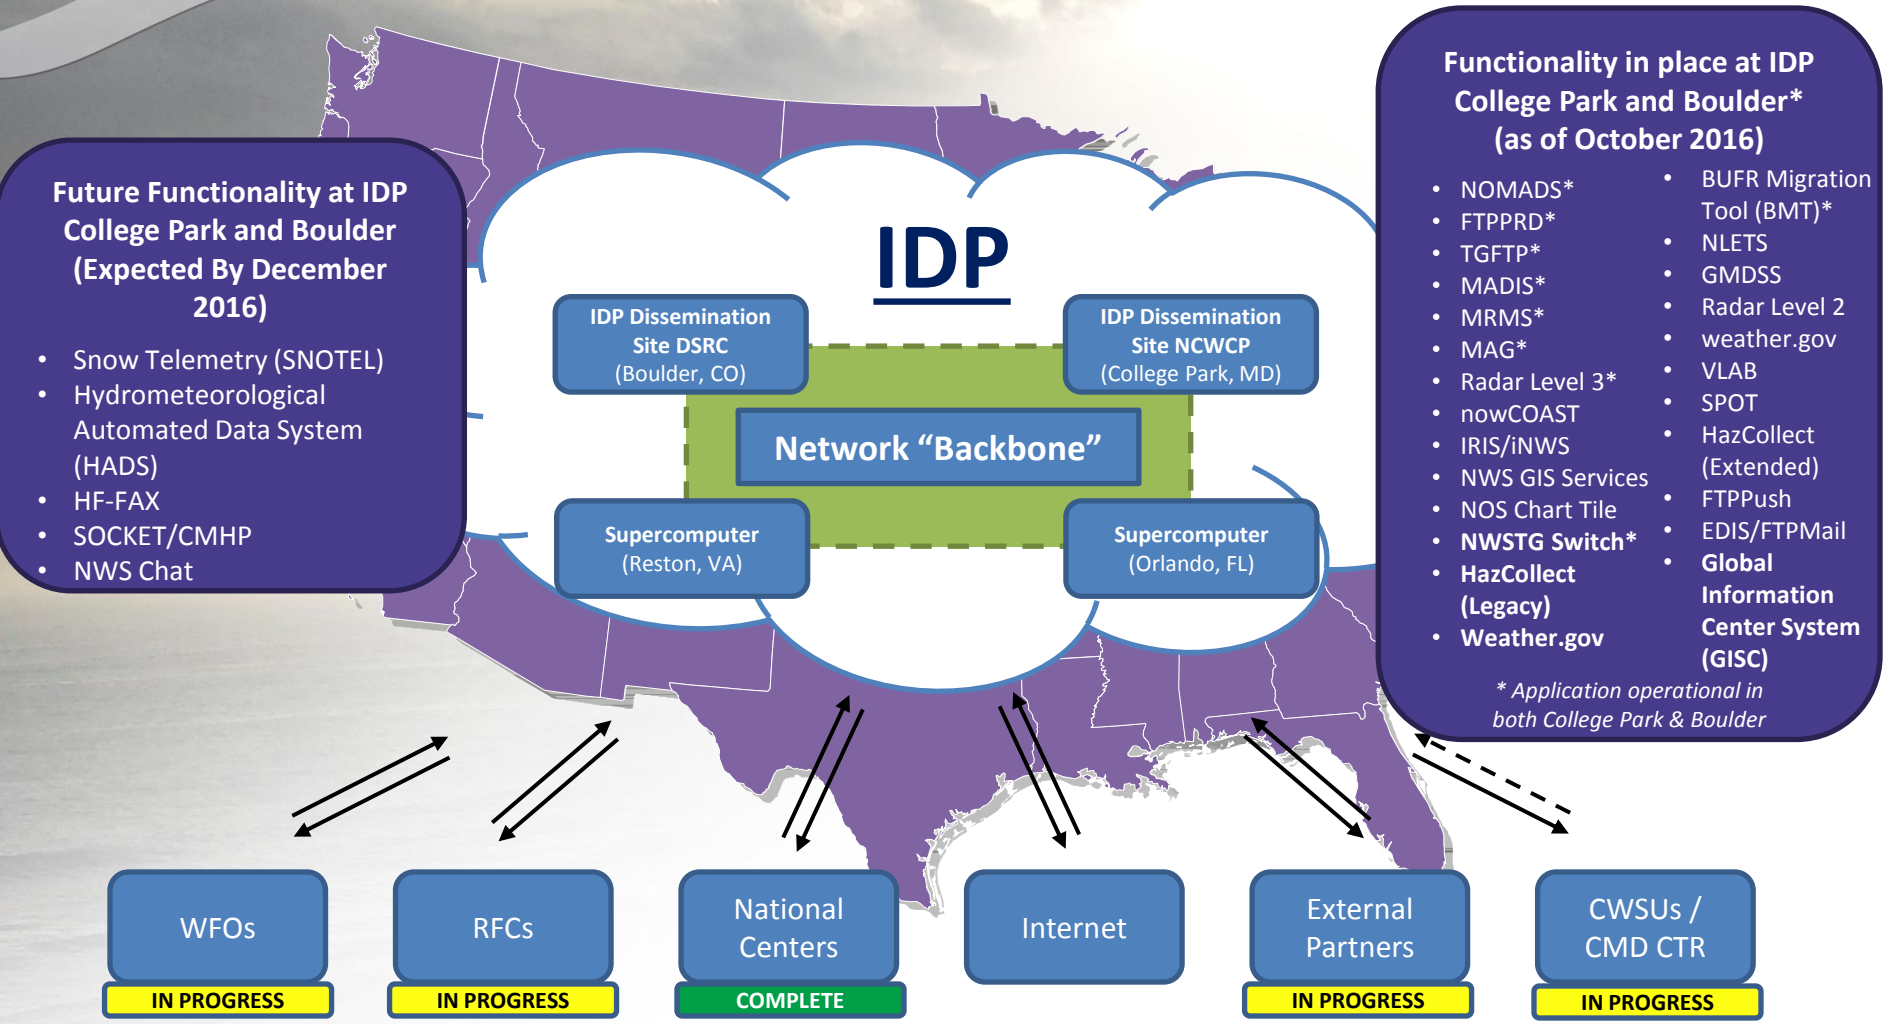 Future Functionality at IDP
College Park and Boulder
(Expected By December
2016)
• Snow Telemetry (SNOTEL)
• Hydrometeorological
Automated Data System
(HADS)
• HF-FAX
• SOCKET/CMHP
• NWS Chat
IDP
IDP Dissemination
Site DSRC
(Boulder, CO)
IDP Dissemination
Site NCWCP
(College Park, MD)
Network “Backbone”
Supercomputer
(Reston, VA)
Supercomputer
(Orlando, FL)
Functionality in place at IDP
College Park and Boulder*
(as of October 2016)
• NOMADS*
• FTPPRD*
• TGFTP*
• MADIS*
• MRMS*
• MAG*
• Radar Level 3*
• nowCOAST
• IRIS/iNWS
• NWS GIS Services
• NOS Chart Tile
• NWSTG Switch*
• HazCollect
(Legacy)
• Weather.gov
• BUFR Migration
Tool (BMT)*
• NLETS
• GMDSS
• Radar Level 2
• weather.gov
• VLAB
• SPOT
• HazCollect
(Extended)
• FTPPush
• EDIS/FTPMail
• Global
Information
Center System
(GISC)
* Application operational in
both College Park & Boulder
WFOs
IN PROGRESS
RFCs
IN PROGRESS
National
Centers
COMPLETE
Internet
External
Partners
IN PROGRESS
CWSUs /
CMD CTR
IN PROGRESS